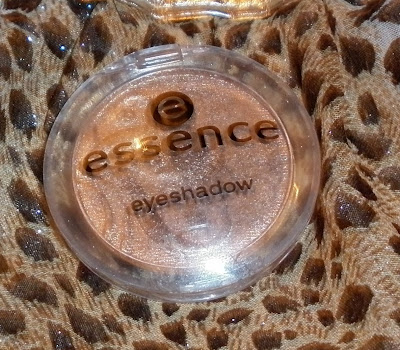 e
essence
eyeshadow